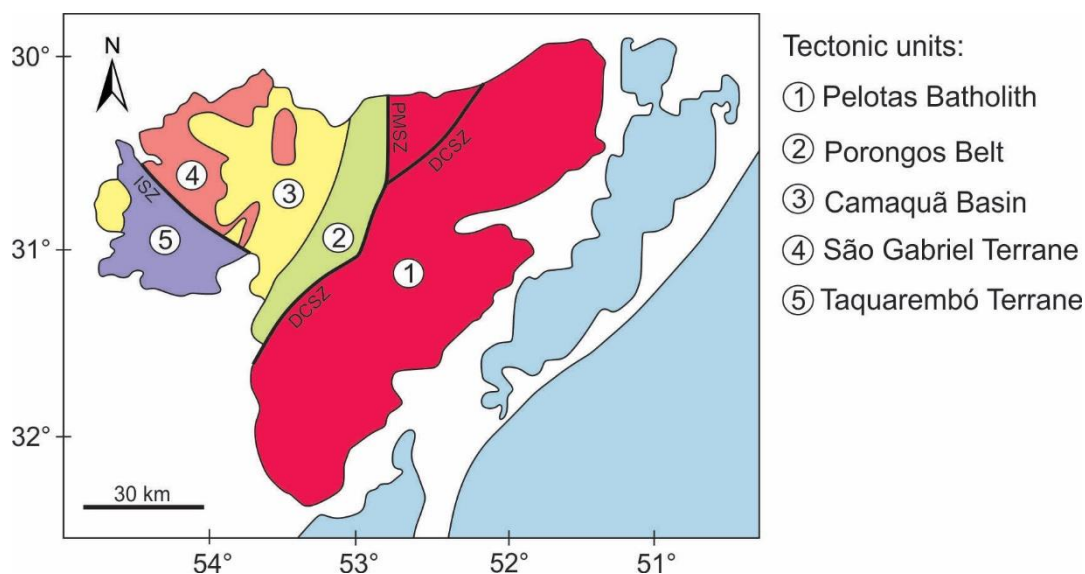 N
30°
31°
32°
54°
53°
52°
51°
30 km
ISZ
PMSZ
DCSZ
DCSZ
4
3
5
2
1
Tectonic units:
1 Pelotas Batholith
2 Porongos Belt
3 Camaquã Basin
4 São Gabriel Terrane
5 Taquarembó Terrane